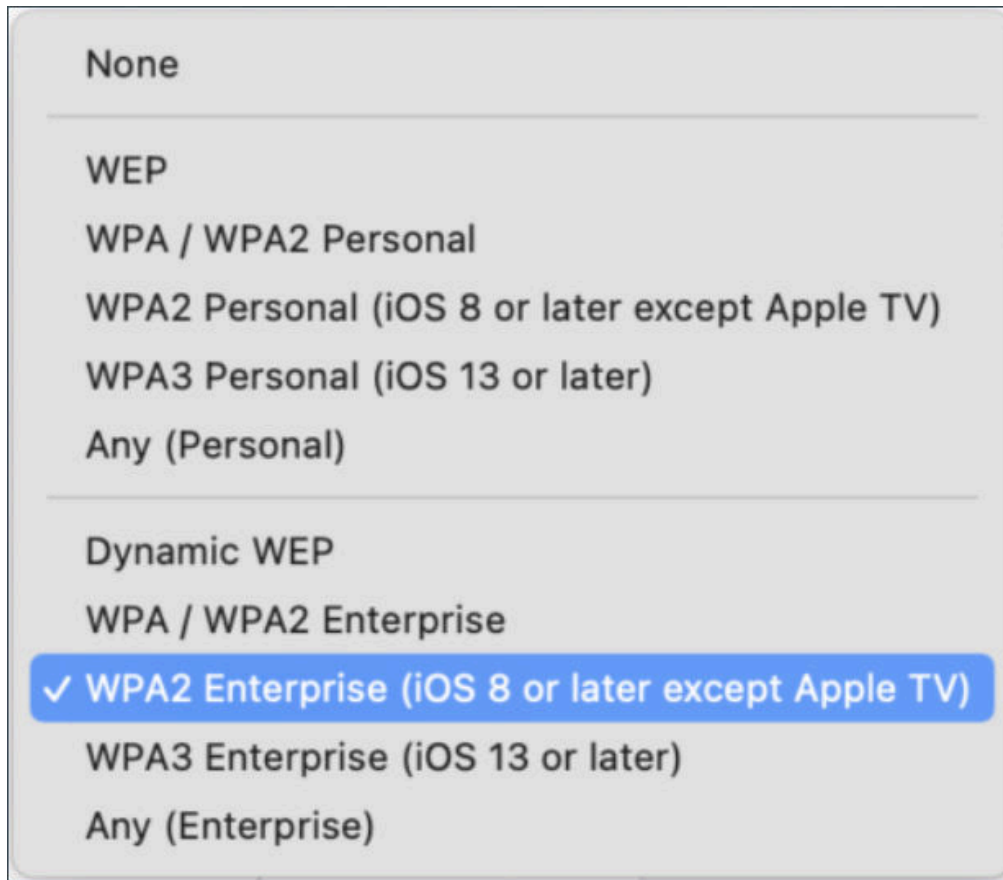 None
WEP
WPA / WPA2 Personal
WPA2 Personal (iOS 8 or later except Apple TV)
WPA3 Personal (iOS 13 or later)
Any (Personal)
Dynamic WEP
WPA / WPA2 Enterprise
✓ WPA2 Enterprise (iOS 8 or later except Apple TV)
WPA3 Enterprise (iOS 13 or later)
Any (Enterprise)